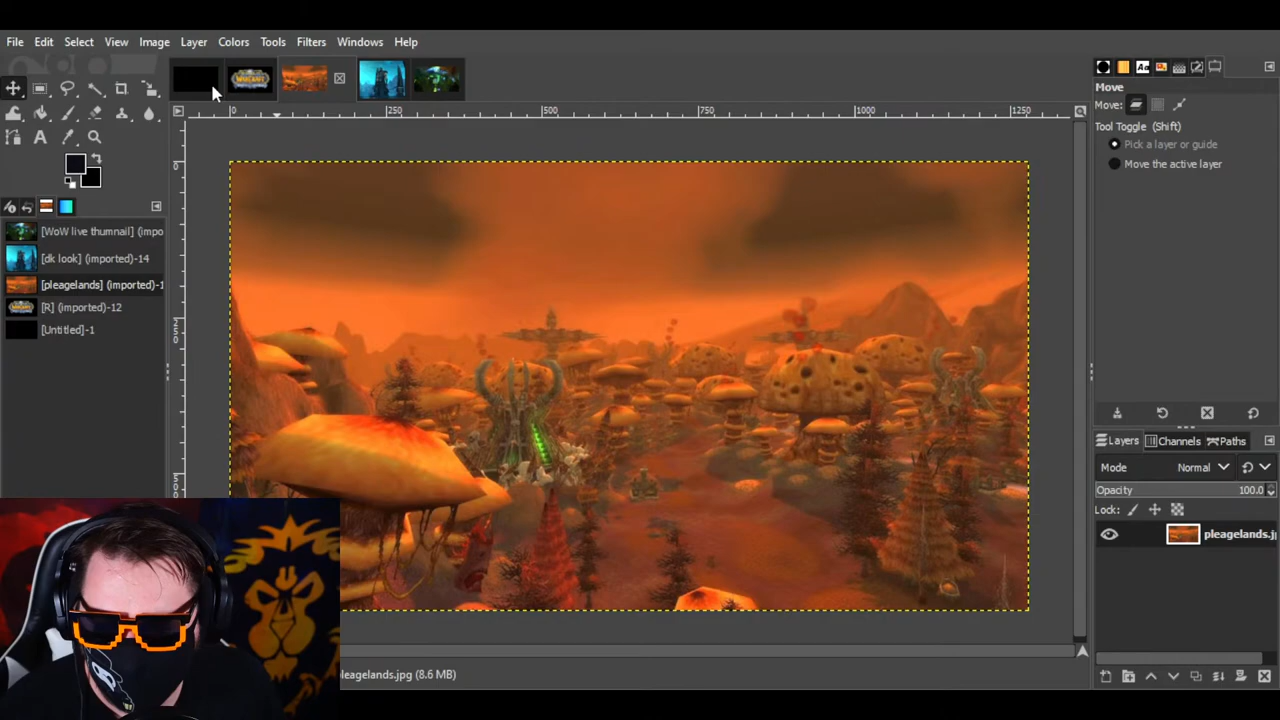 File Edit Select View Image Layer Colors Tools Filters Windows Help
0 250 500 750 1000 1250
Move
Move:
Tool Toggle (Shift)
Pick a layer or guide
Move the active layer
[WoW live thumnail] (impo
[dk look] (imported)-14
[pleagelands] (imported)-1
[R] (imported)-12
[Untitled]-1
Layers Channels Paths
Mode Normal
Opacity 100.0
Lock:
pleagelands.j
pleagelands.jpg (8.6 MB)